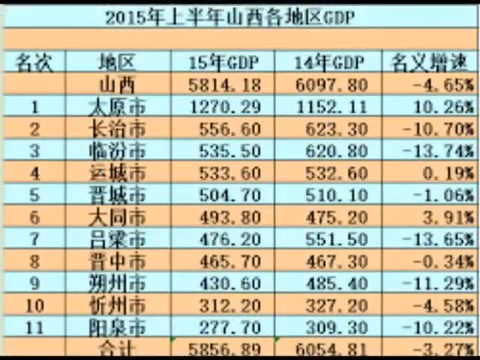 2015年上半年山西各地区GDP
名次 地区 15年GDP 14年GDP 名义增速
山西 5814.18 6097.80 -4.65%
1 太原市 1270.29 1152.11 10.26%
2 长治市 556.60 623.30 -10.70%
3 临汾市 535.50 620.80 -13.74%
4 运城市 533.60 532.60 0.19%
5 晋城市 504.70 510.10 -1.06%
6 大同市 493.80 475.20 3.91%
7 吕梁市 476.20 551.50 -13.65%
8 晋中市 465.70 467.30 -0.34%
9 朔州市 430.60 485.40 -11.29%
10 忻州市 312.20 327.20 -4.58%
11 阳泉市 277.70 309.30 -10.22%
合计 5856.89 6054.81 -3.27%